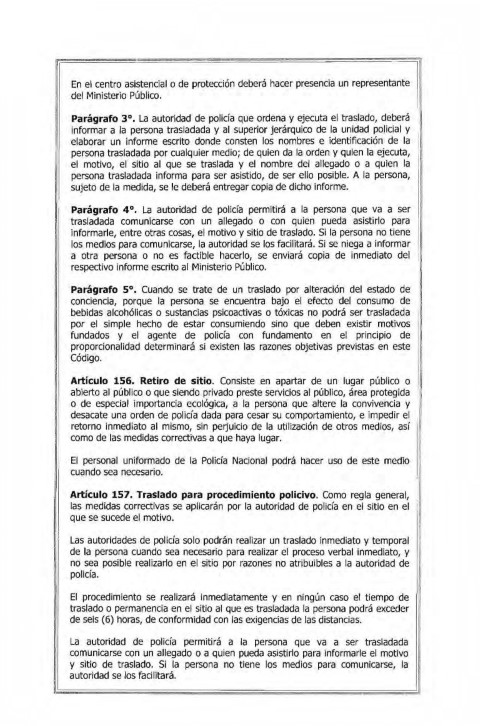 En el centro asistencial o de protección deberá hacer presencia un representante
del Ministerio Público.
Parágrafo 3°. La autoridad de policía que ordena y ejecuta el traslado, deberá
informar a la persona trasladada y al superior jerárquico de la unidad policial y
elaborar un informe escrito donde consten los nombres e identificación de la
persona trasladada por cualquier medio; de quien da la orden y quien la ejecuta,
el motivo, el sitio al que se traslada y el nombre del allegado o a quien la
persona trasladada informa para ser asistido, de ser ello posible. A la persona,
sujeto de la medida, se le deberá entregar copia de dicho informe.
Parágrafo 4°. La autoridad de policía permitirá a la persona que va a ser
trasladada comunicarse con un allegado o con quien pueda asistirlo para
informarle, entre otras cosas, el motivo y sitio de traslado. Si la persona no tiene
los medios para comunicarse, la autoridad se los facilitará. Si se niega a informar
a otra persona o no es factible hacerlo, se enviará copia de inmediato del
respectivo informe escrito al Ministerio Público.
Parágrafo 5°. Cuando se trate de un traslado por alteración del estado de
conciencia, porque la persona se encuentra bajo el efecto del consumo de
bebidas alcohólicas o sustancias psicoactivas o tóxicas no podrá ser trasladada
por el simple hecho de estar consumiendo sino que deben existir motivos
fundados y el agente de policía con fundamento en el principio de
proporcionalidad determinará si existen las razones objetivas previstas en este
Código.
Artículo 156. Retiro de sitio. Consiste en apartar de un lugar público o
abierto al público o que siendo privado preste servicios al público, área protegida
o de especial importancia ecológica, a la persona que altere la convivencia y
desacate una orden de policía dada para cesar su comportamiento, e impedir el
retorno inmediato al mismo, sin perjuicio de la utilización de otros medios, así
como de las medidas correctivas a que haya lugar.
El personal uniformado de la Policía Nacional podrá hacer uso de este medio
cuando sea necesario.
Artículo 157. Traslado para procedimiento policivo. Como regla general,
las medidas correctivas se aplicarán por la autoridad de policía en el sitio en el
que se sucede el motivo.
Las autoridades de policía solo podrán realizar un traslado inmediato y temporal
de la persona cuando sea necesario para realizar el proceso verbal inmediato, y
no sea posible realizarlo en el sitio por razones no atribuibles a la autoridad de
policía.
El procedimiento se realizará inmediatamente y en ningún caso el tiempo de
traslado o permanencia en el sitio al que es trasladada la persona podrá exceder
de seis (6) horas, de conformidad con las exigencias de las distancias.
La autoridad de policía permitirá a la persona que va a ser trasladada
comunicarse con un allegado o a quien pueda asistirlo para informarle el motivo
y sitio de traslado. Si la persona no tiene los medios para comunicarse, la
autoridad se los facilitará.